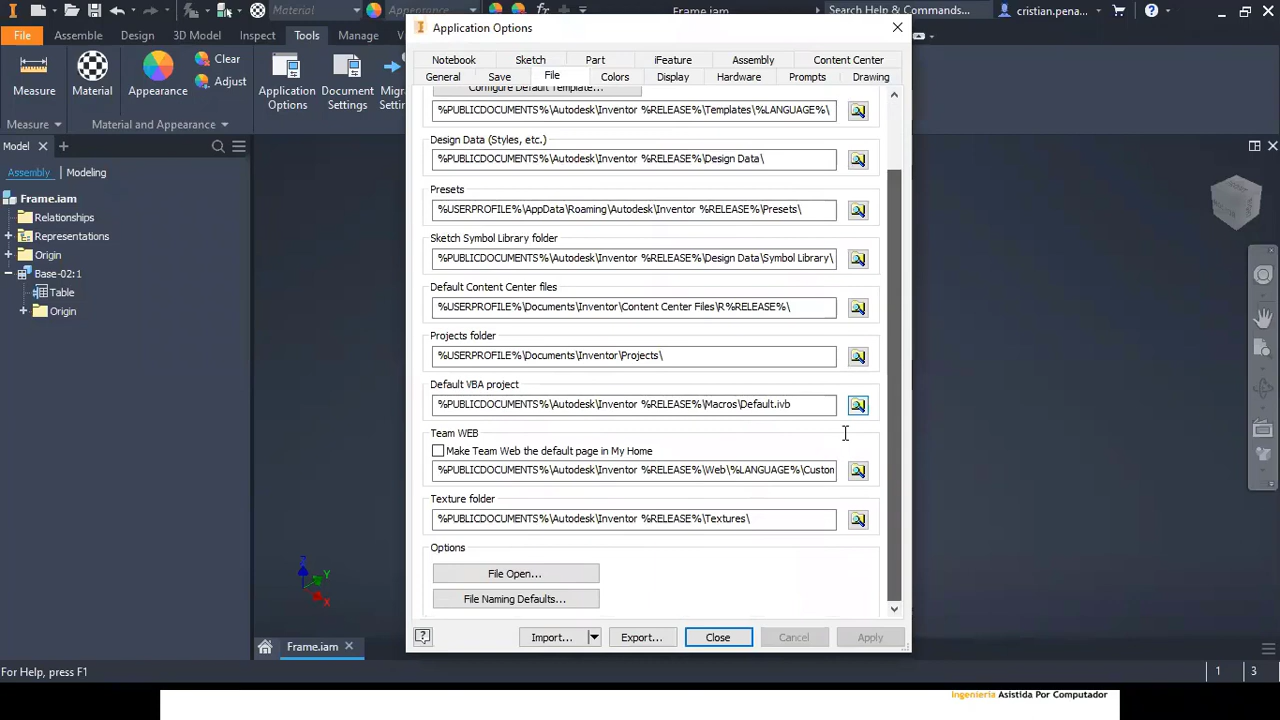 Material
Appearance
Frame.iam
Search Help & Commands...
cristian.pena...
File
Assemble
Design
3D Model
Inspect
Tools
Manage
Measure
Material
Appearance
Clear
Adjust
Application
Options
Document
Settings
Migra
Setti
Measure
Material and Appearance
Application Options
Notebook
Sketch
Part
iFeature
Assembly
Content Center
General
Save
File
Colors
Display
Hardware
Prompts
Drawing
Configure Default Template...
%PUBLICDOCUMENTS%\Autodesk\Inventor %RELEASE%\Templates\%LANGUAGE%\
Design Data (Styles, etc.)
%PUBLICDOCUMENTS%\Autodesk\Inventor %RELEASE%\Design Data\
Presets
%USERPROFILE%\AppData\Roaming\Autodesk\Inventor %RELEASE%\Presets\
Sketch Symbol Library folder
%PUBLICDOCUMENTS%\Autodesk\Inventor %RELEASE%\Design Data\Symbol Library\
Default Content Center files
%USERPROFILE%\Documents\Inventor\Content Center Files\R%RELEASE%\
Projects folder
%USERPROFILE%\Documents\Inventor\Projects\
Default VBA project
%PUBLICDOCUMENTS%\Autodesk\Inventor %RELEASE%\Macros\Default.ivb
Team WEB
Make Team Web the default page in My Home
%PUBLICDOCUMENTS%\Autodesk\Inventor %RELEASE%\Web\%LANGUAGE%\Custom
Texture folder
%PUBLICDOCUMENTS%\Autodesk\Inventor %RELEASE%\Textures\
Options
File Open...
File Naming Defaults...
Import...
Export...
Close
Cancel
Apply
Model
Assembly
Modeling
Frame.iam
Relationships
Representations
Origin
Base-02:1
Table
Origin
Z
Y
X
Frame.iam
For Help, press F1
1
3
Ingeniería Asistida Por Computador